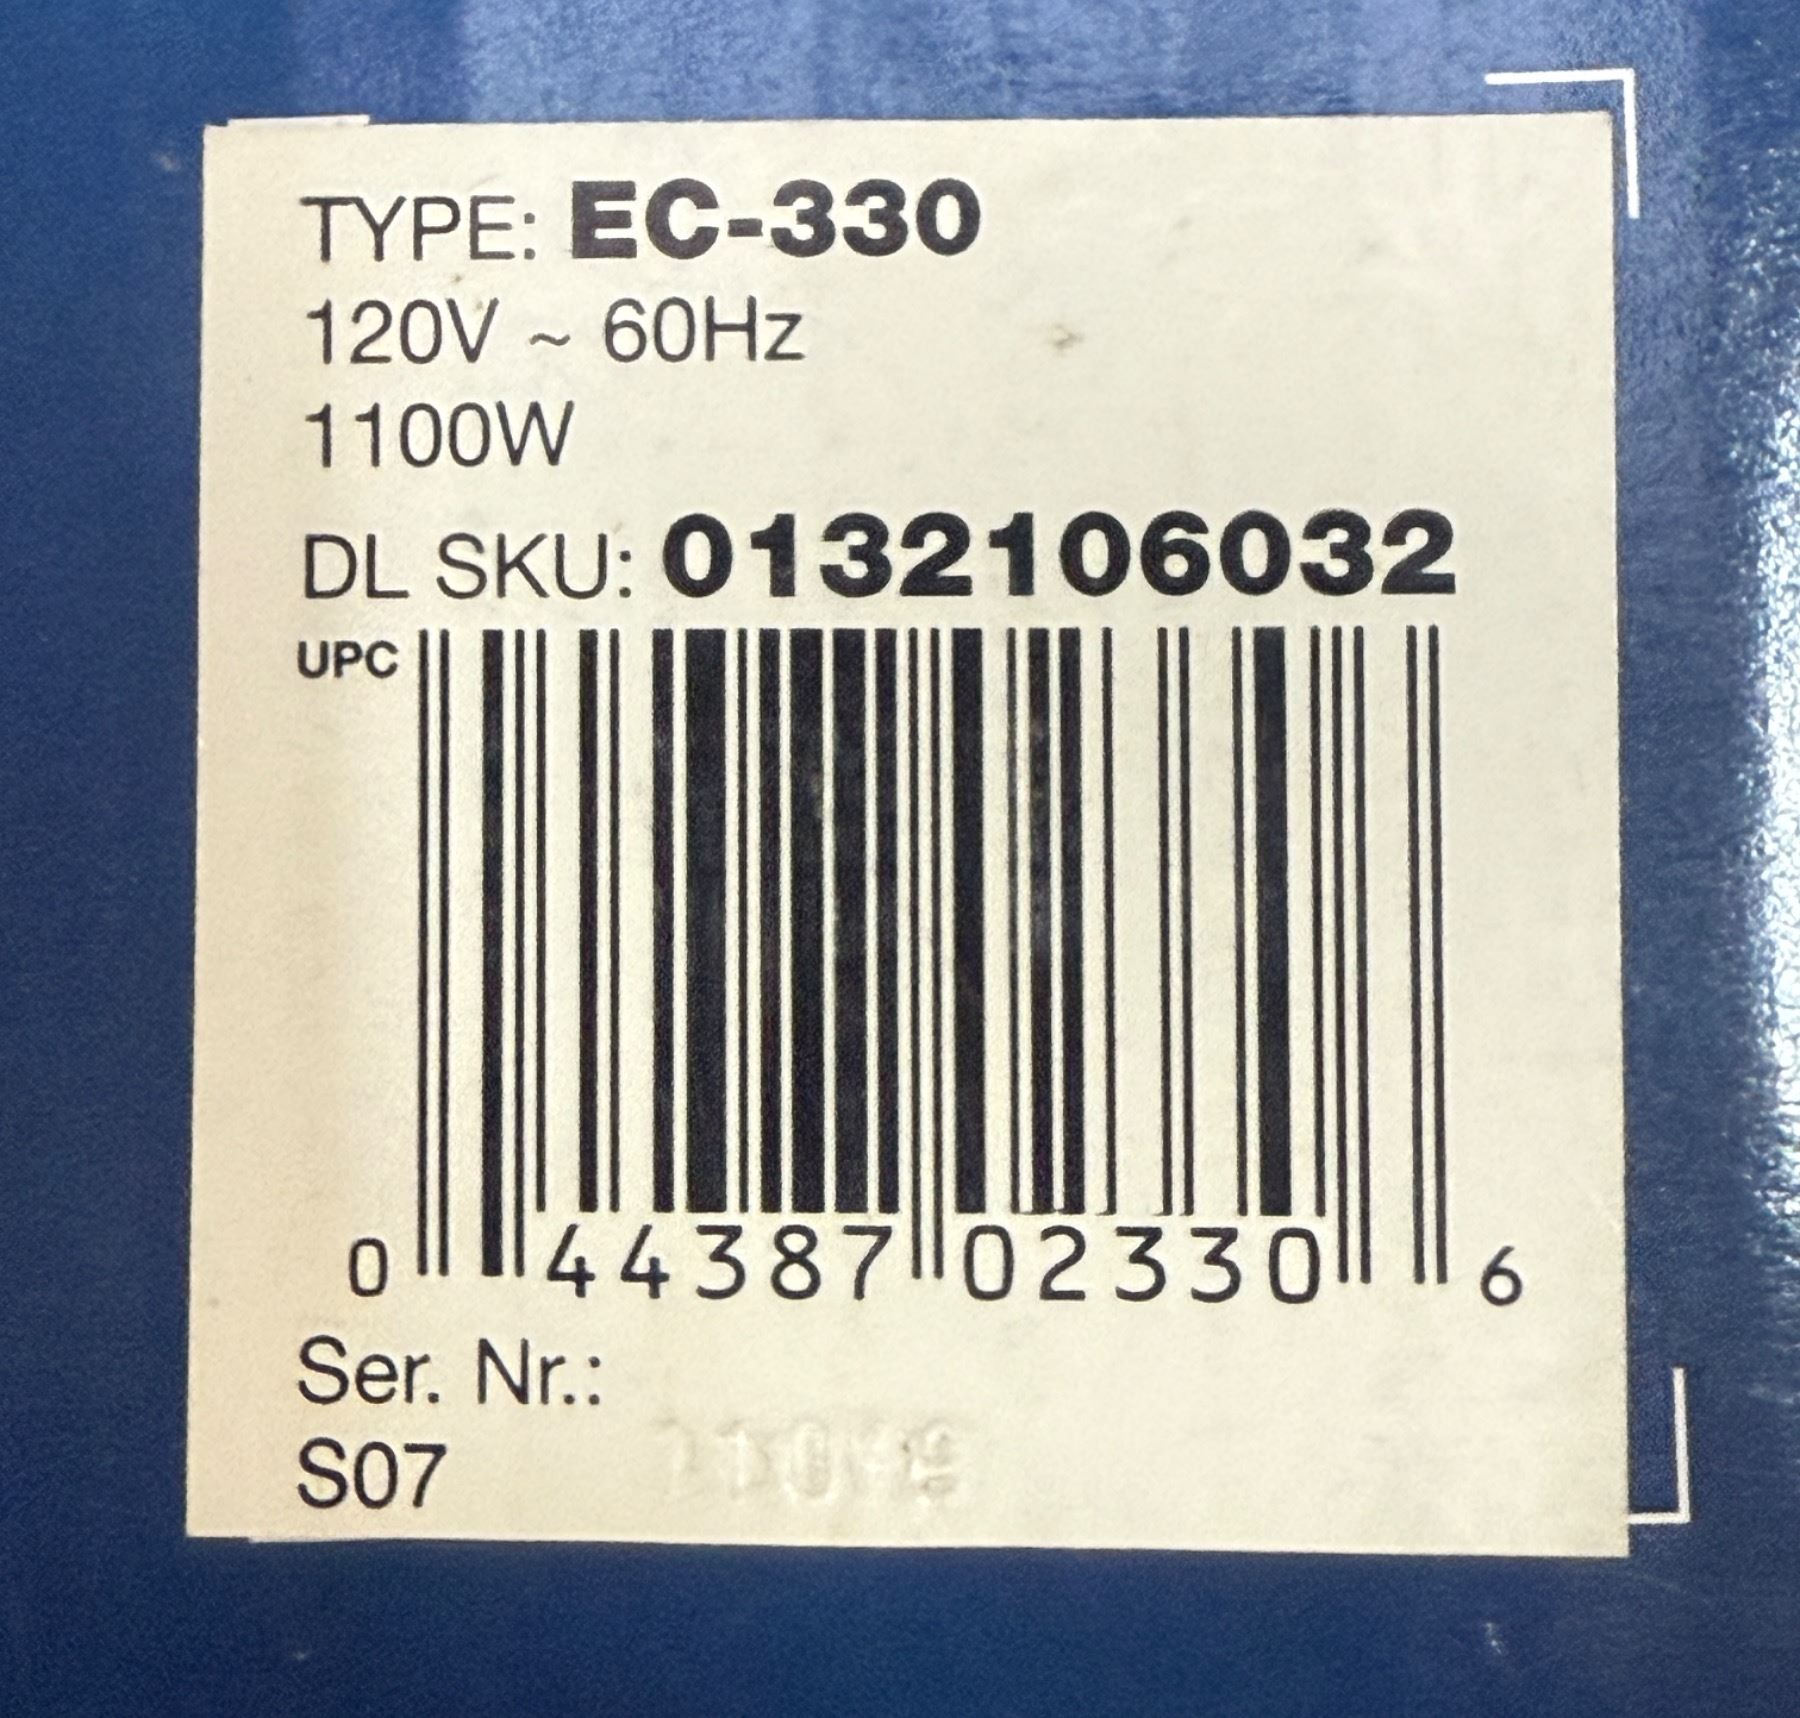 TYPE: EC-330
120V ~ 60Hz
1100W
DL SKU: 0132106032
UPC
0 44387 02330 6
Ser. Nr.:
S07